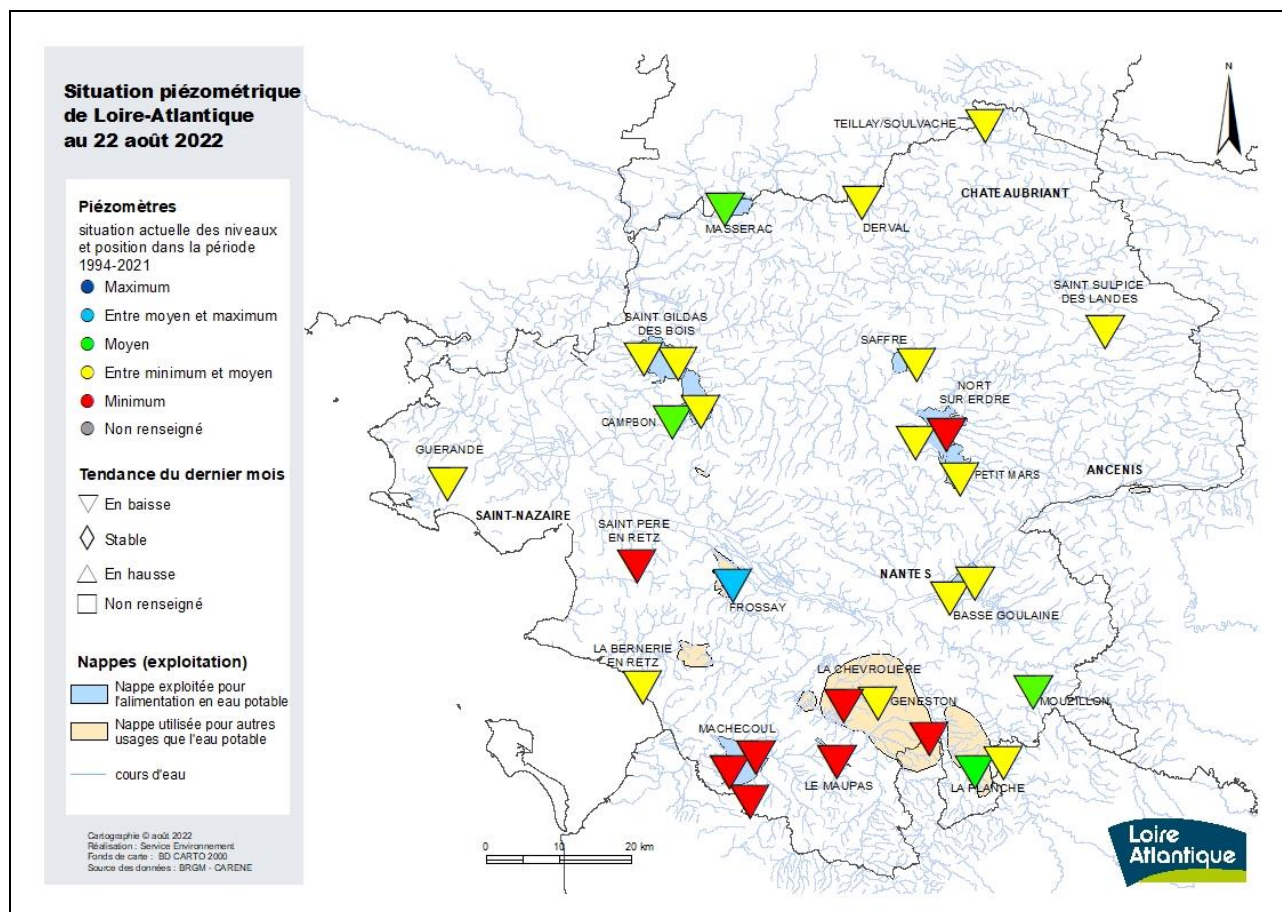 Situation piézométrique
de Loire-Atlantique
au 22 août 2022
Piézomètres
situation actuelle des niveaux
et position dans la période
1994-2021
Maximum
Entre moyen et maximum
Moyen
Entre minimum et moyen
Minimum
Non renseigné
Tendance du dernier mois
En baisse
Stable
En hausse
Non renseigné
Nappes (exploitation)
Nappe exploitée pour
l'alimentation en eau potable
Nappe utilisée pour autres
usages que l'eau potable
cours d'eau
Cartographie © août 2022
Réalisation : Service Environnement
Fonds de carte : BD CARTO 2000
Source des données : BRGM - CARENE
N
TEILLAY/SOULVACHE
CHATEAUBRIANT
MASSERAC
DERVAL
SAINT SULPICE
DES LANDES
SAINT GILDAS
DES BOIS
SAFFRE
NORT
SUR ERDRE
CAMPBON
GUERANDE
PETIT MARS
ANCENIS
SAINT-NAZAIRE
SAINT PERE
EN RETZ
NANTES
FROSSAY
BASSE GOULAINE
LA BERNERIE
EN RETZ
LA CHEVROLIERE
GENESTON
MOUZILLON
MACHECOUL
LE MAUPAS
LA PLANCHE
0 10 20 km
Loire
Atlantique